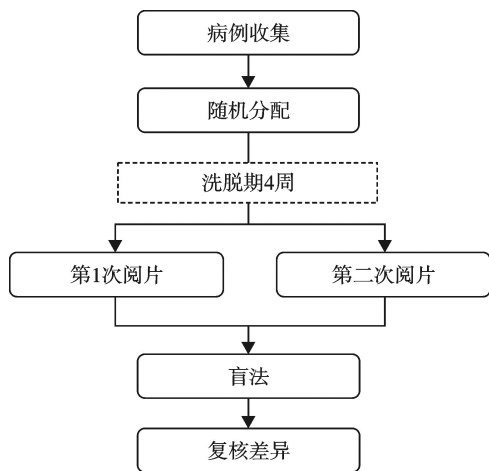 病例收集
随机分配
洗脱期4周
第1次阅片
第二次阅片
盲法
复核差异